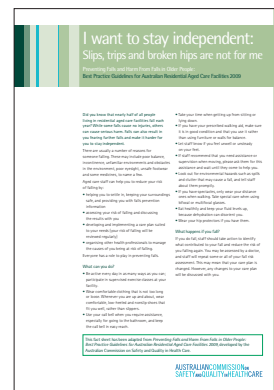 I want to stay independent:
Slips, trips and broken hips are not for me
Preventing Falls and Harm From Falls in Older People:
Best Practice Guidelines for Australian Residential Aged Care Facilities 2009
Did you know that nearly half of all people
living in residential aged care facilities fall each
year? While some falls cause no injuries, others
can cause serious harm. Falls can also result in
you fearing further falls and make it harder for
you to stay independent.
There are usually a number of reasons for
someone falling. These may include poor balance,
incontinence, unfamiliar environments and obstacles
in the environment, poor eyesight, unsafe footwear
and some medicines, to name a few.
Aged care staff can help you to reduce your risk
of falling by:
• helping you to settle in, keeping your surroundings
safe, and providing you with falls prevention
information
• assessing your risk of falling and discussing
the results with you
• developing and implementing a care plan suited
to your needs (your risk of falling will be
reviewed regularly)
• organising other health professionals to manage
the causes of you being at risk of falling.
Everyone has a role to play in preventing falls.
What can you do?
• Be active every day in as many ways as you can;
participate in supervised exercise classes at your
facility.
• Wear comfortable clothing that is not too long
or loose. Whenever you are up and about, wear
comfortable, low-heeled and nonslip shoes that
fit you well, rather than slippers.
• Use your call bell when you require assistance,
especially for going to the bathroom, and keep
the call bell in easy reach.
• Take your time when getting up from sitting or
lying down.
• If you have your prescribed walking aid, make sure
it is in good condition and that you use it rather
than using furniture or walls for balance.
• Let staff know if you feel unwell or unsteady
on your feet.
• If staff recommend that you need assistance or
supervision when moving, please ask them for this
assistance and wait until they come to help you.
• Look out for environmental hazards such as spills
and clutter that may cause a fall, and tell staff
about them.
• If you have spectacles, only wear your distance
ones when walking. Take special care when using
bifocal or multifocal glasses.
• Eat healthily and keep your fluid levels up,
because dehydration can disorient you.
• Wear your hip protectors if you have them.
What happens if you fall?
If you do fall, staff should take action to identify
what contributed to your fall and reduce the risk of
you falling again. You may be assessed by a doctor,
and staff will repeat some or all of your fall risk
assessment. This may mean that your care plan is
changed. However, any changes to your care plan
will be discussed with you.
This fact sheet has been adapted from Preventing Falls and Harm From Falls in Older People:
Best Practice Guidelines for Australian Residential Aged Care Facilities 2009, developed by the
Australian Commission on Safety and Quality in Health Care.
AUSTRALIANCOMMISSIONON
SAFETYANDQUALITYINHEALTHCARE